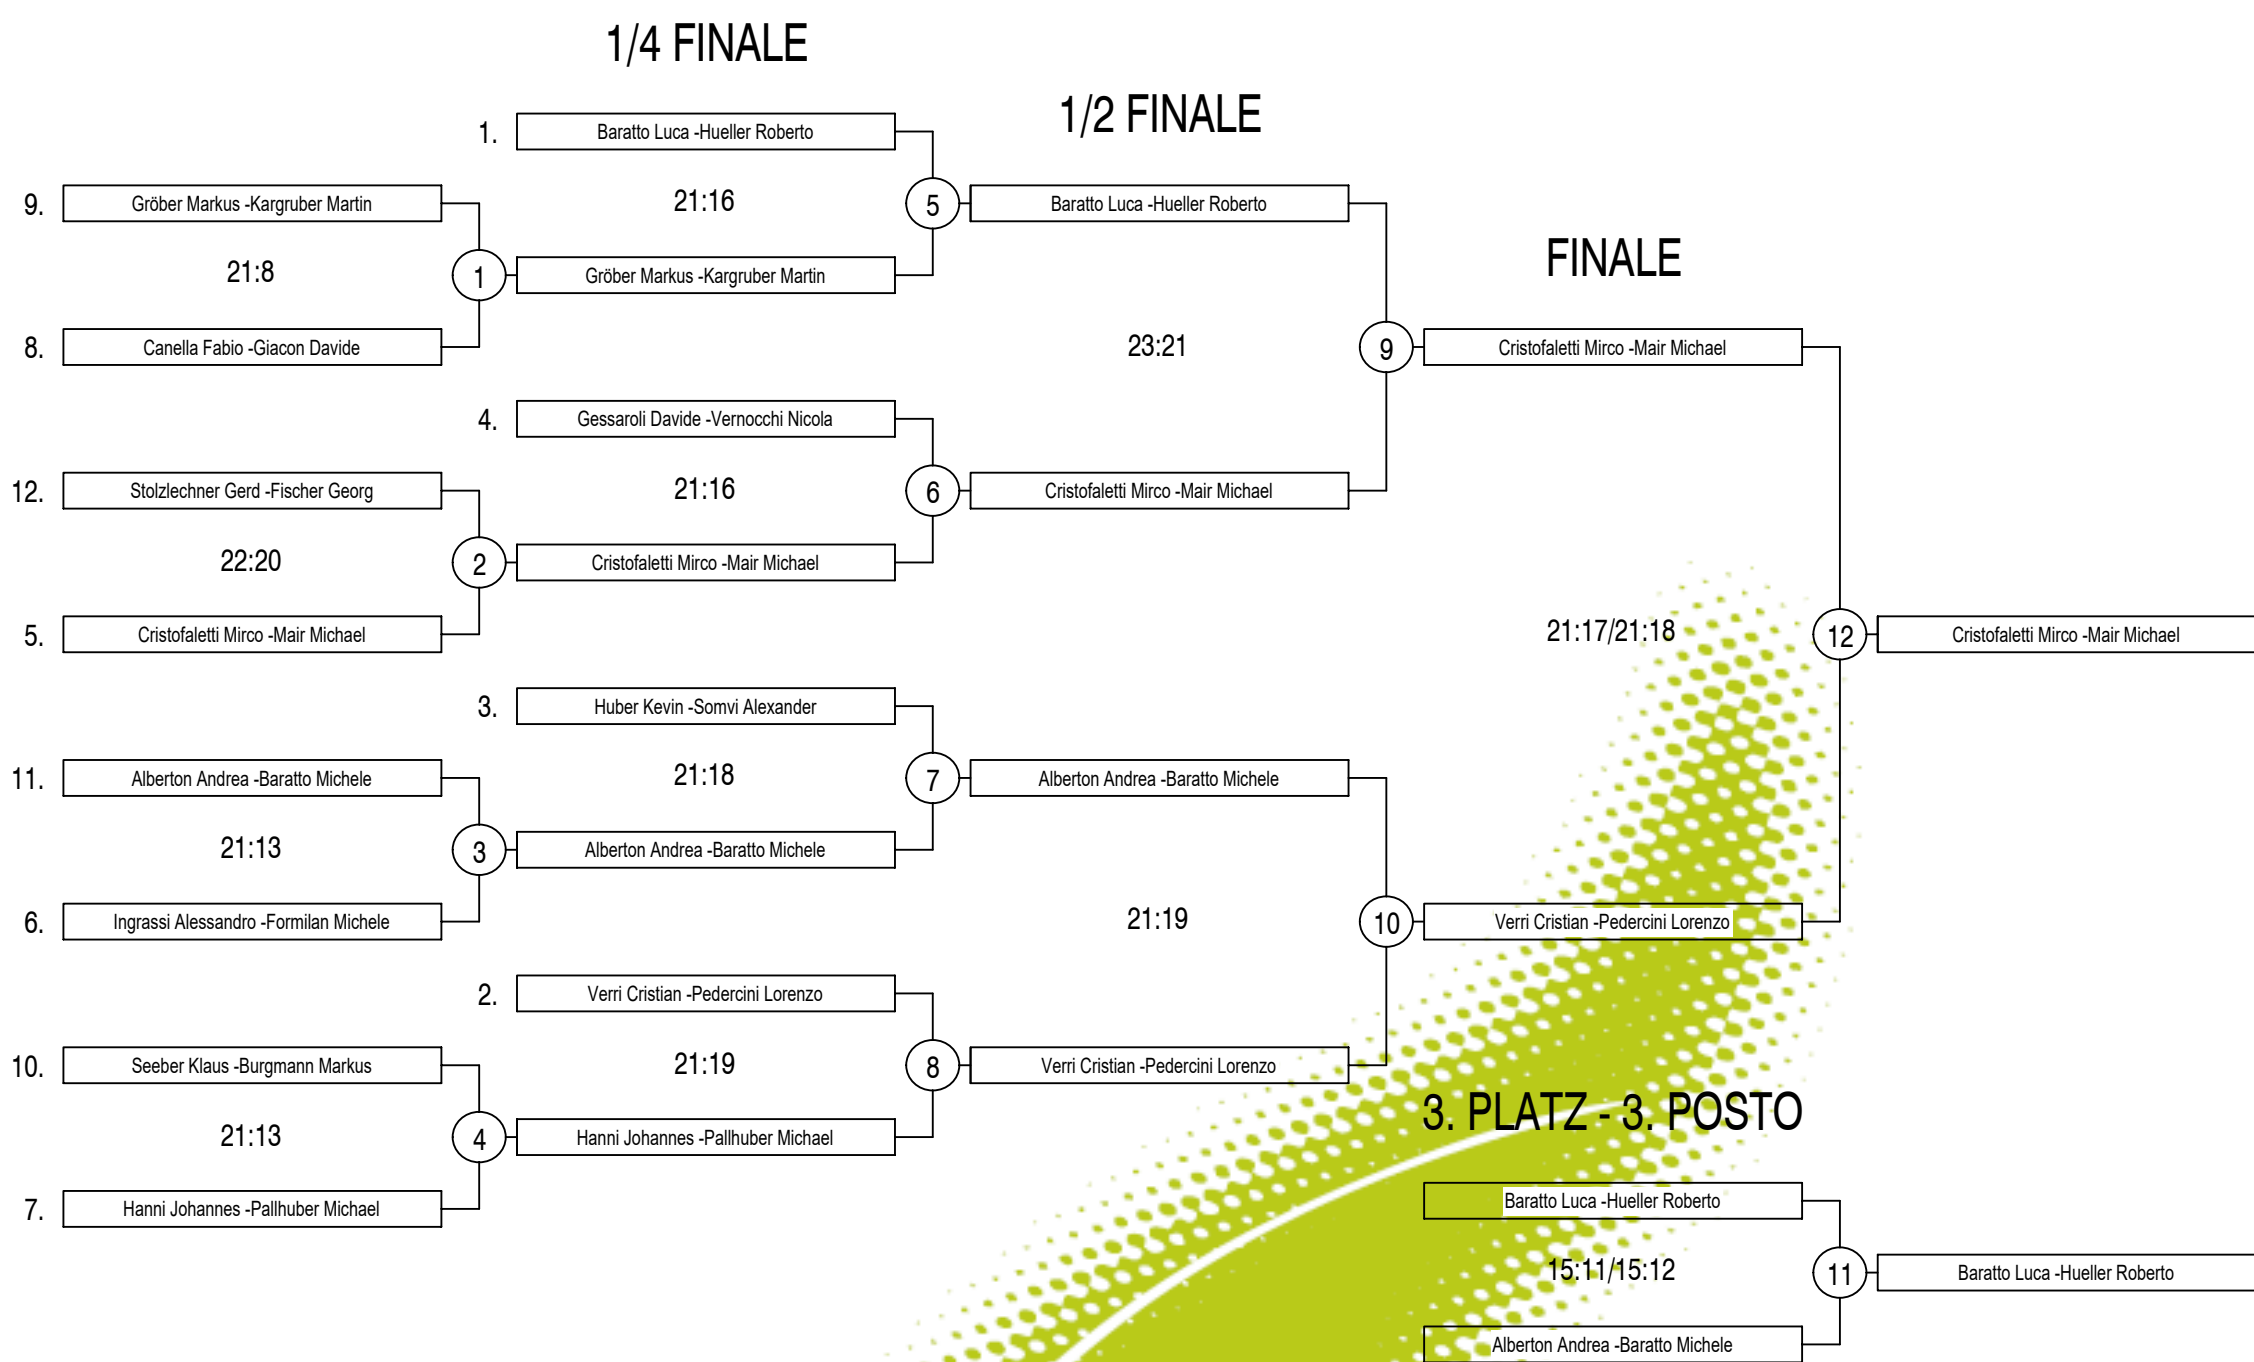 1/4 FINALE
1/2 FINALE
1. Baratto Luca -Hueller Roberto
21:16
5
9. Gröber Markus -Kargruber Martin
Baratto Luca -Hueller Roberto
FINALE
21:8
1
Gröber Markus -Kargruber Martin
8. Canella Fabio -Giacon Davide
23:21
9
Cristofaletti Mirco -Mair Michael
4. Gessaroli Davide -Vernocchi Nicola
12. Stolzlechner Gerd -Fischer Georg
21:16
6
Cristofaletti Mirco -Mair Michael
22:20
2
Cristofaletti Mirco -Mair Michael
5. Cristofaletti Mirco -Mair Michael
21:17/21:18
12
Cristofaletti Mirco -Mair Michael
3. Huber Kevin -Somvi Alexander
11. Alberton Andrea -Baratto Michele
21:18
7
Alberton Andrea -Baratto Michele
21:13
3
Alberton Andrea -Baratto Michele
6. Ingrassi Alessandro -Formilan Michele
21:19
10
Verri Cristian -Pedercini Lorenzo
2. Verri Cristian -Pedercini Lorenzo
10. Seeber Klaus -Burgmann Markus
21:19
8
Verri Cristian -Pedercini Lorenzo
3. PLATZ - 3. POSTO
21:13
4
Hanni Johannes -Pallhuber Michael
7. Hanni Johannes -Pallhuber Michael
Baratto Luca -Hueller Roberto
15:11/15:12
11
Baratto Luca -Hueller Roberto
Alberton Andrea -Baratto Michele